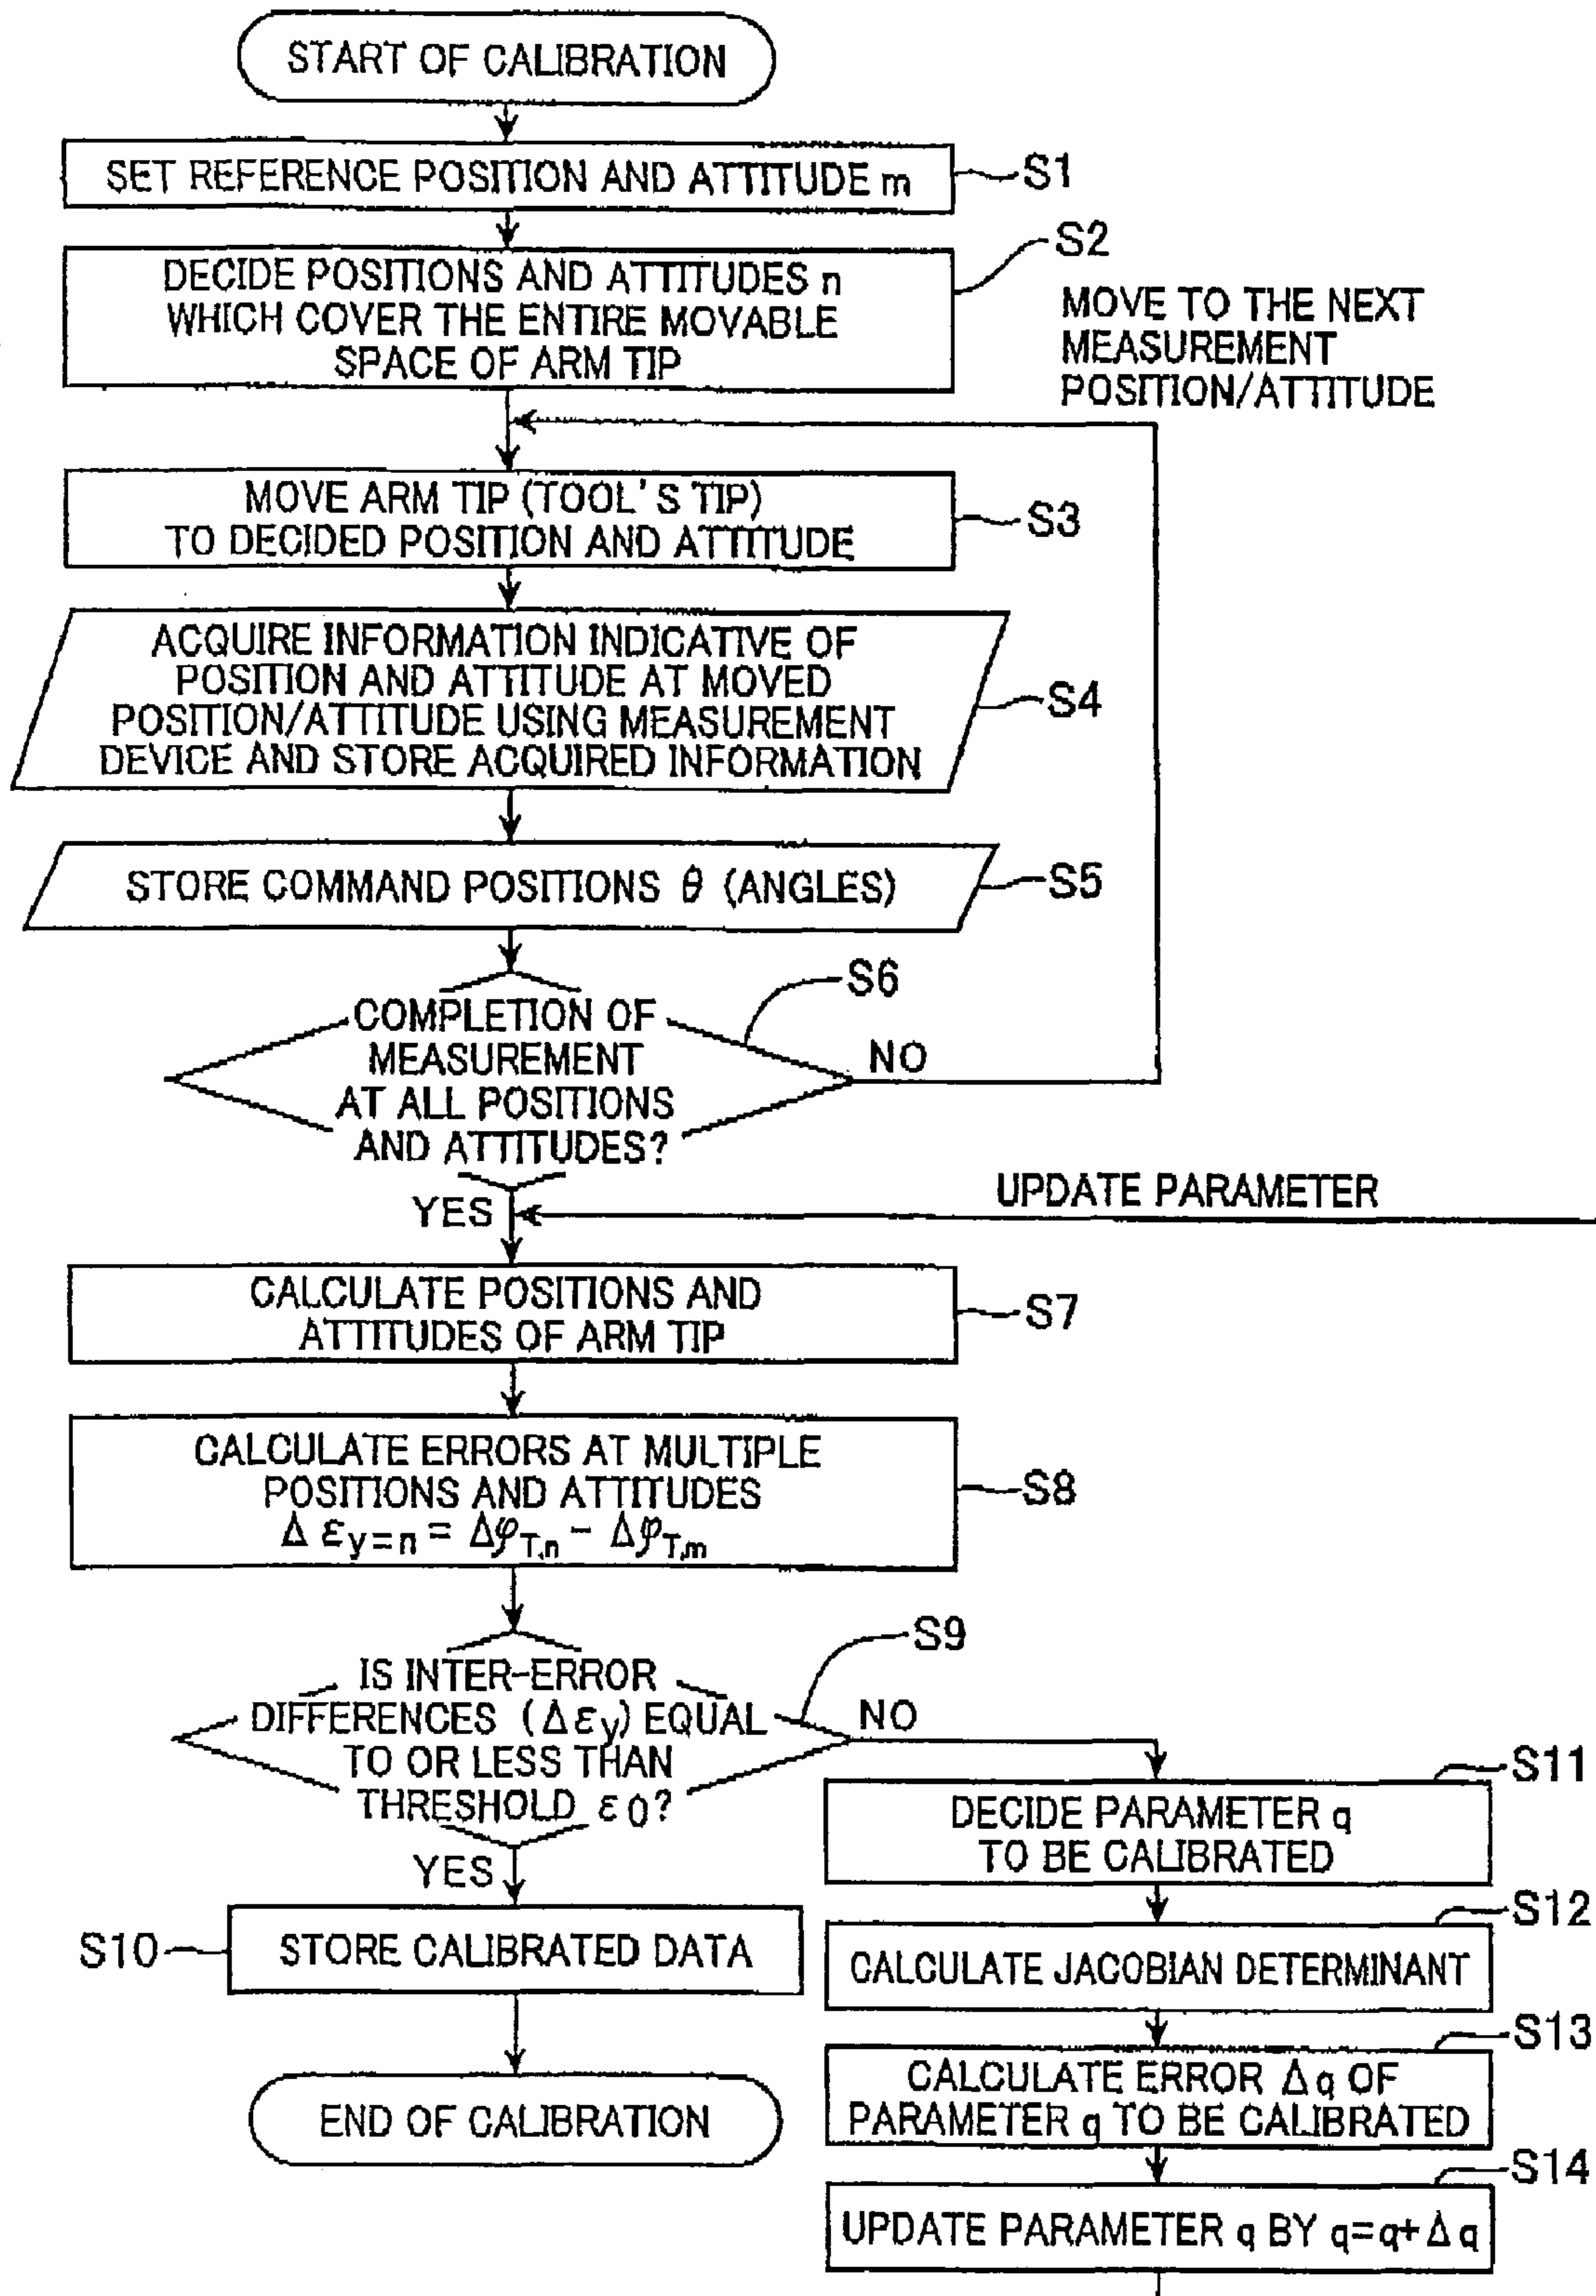 START OF CALIBRATION
SET REFERENCE POSITION AND ATTITUDE m
S1
DECIDE POSITIONS AND ATTITUDES n
WHICH COVER THE ENTIRE MOVABLE
SPACE OF ARM TIP
S2
MOVE TO THE NEXT
MEASUREMENT
POSITION/ATTITUDE
MOVE ARM TIP (TOOL'S TIP)
TO DECIDED POSITION AND ATTITUDE
S3
ACQUIRE INFORMATION INDICATIVE OF
POSITION AND ATTITUDE AT MOVED
POSITION/ATTITUDE USING MEASUREMENT
DEVICE AND STORE ACQUIRED INFORMATION
S4
STORE COMMAND POSITIONS θ (ANGLES)
S5
S6
COMPLETION OF
MEASUREMENT
AT ALL POSITIONS
AND ATTITUDES?
NO
YES
UPDATE PARAMETER
CALCULATE POSITIONS AND
ATTITUDES OF ARM TIP
S7
CALCULATE ERRORS AT MULTIPLE
POSITIONS AND ATTITUDES
Δ εy=n = ΔφT,n - ΔφT,m
S8
S9
IS INTER-ERROR
DIFFERENCES (Δεy) EQUAL
TO OR LESS THAN
THRESHOLD ε0?
NO
YES
S10
STORE CALIBRATED DATA
END OF CALIBRATION
S11
DECIDE PARAMETER q
TO BE CALIBRATED
S12
CALCULATE JACOBIAN DETERMINANT
S13
CALCULATE ERROR Δq OF
PARAMETER q TO BE CALIBRATED
S14
UPDATE PARAMETER q BY q=q+Δq